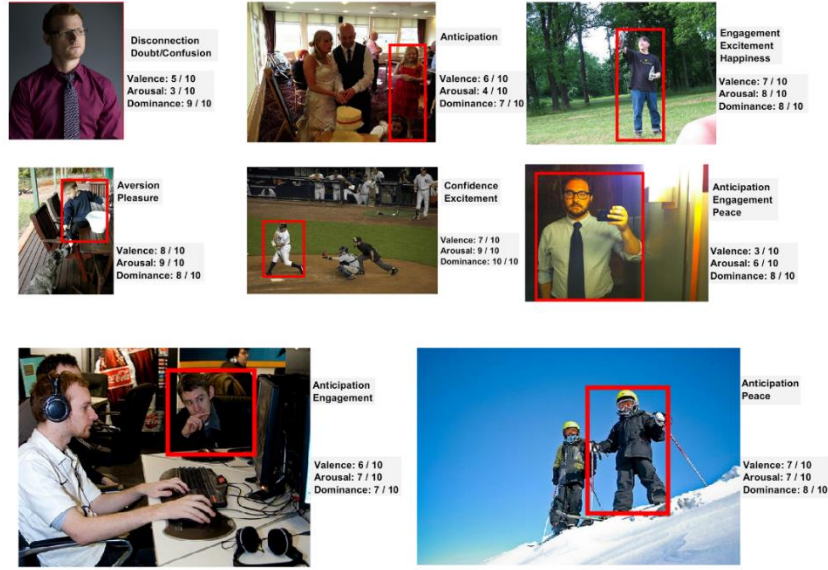 Disconnection
Doubt/Confusion
Valence: 5 / 10
Arousal: 3 / 10
Dominance: 9 / 10
Anticipation
Valence: 6 / 10
Arousal: 4 / 10
Dominance: 7 / 10
Engagement
Excitement
Happiness
Valence: 7 / 10
Arousal: 8 / 10
Dominance: 8 / 10
Aversion
Pleasure
Valence: 8 / 10
Arousal: 9 / 10
Dominance: 8 / 10
Confidence
Excitement
Valence: 7 / 10
Arousal: 9 / 10
Dominance: 10 / 10
Anticipation
Engagement
Peace
Valence: 3 / 10
Arousal: 6 / 10
Dominance: 8 / 10
Coca-Cola
Anticipation
Engagement
Valence: 6 / 10
Arousal: 7 / 10
Dominance: 7 / 10
Anticipation
Peace
Valence: 7 / 10
Arousal: 7 / 10
Dominance: 8 / 10